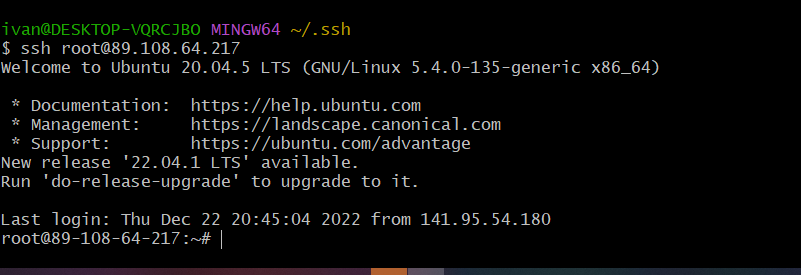 ivan@DESKTOP-VQRCJBO MINGW64 ~/.ssh
$ ssh root@89.108.64.217
Welcome to Ubuntu 20.04.5 LTS (GNU/Linux 5.4.0-135-generic x86_64)
* Documentation:  https://help.ubuntu.com
* Management:     https://landscape.canonical.com
* Support:        https://ubuntu.com/advantage
New release '22.04.1 LTS' available.
Run 'do-release-upgrade' to upgrade to it.
Last login: Thu Dec 22 20:45:04 2022 from 141.95.54.180
root@89-108-64-217:~#